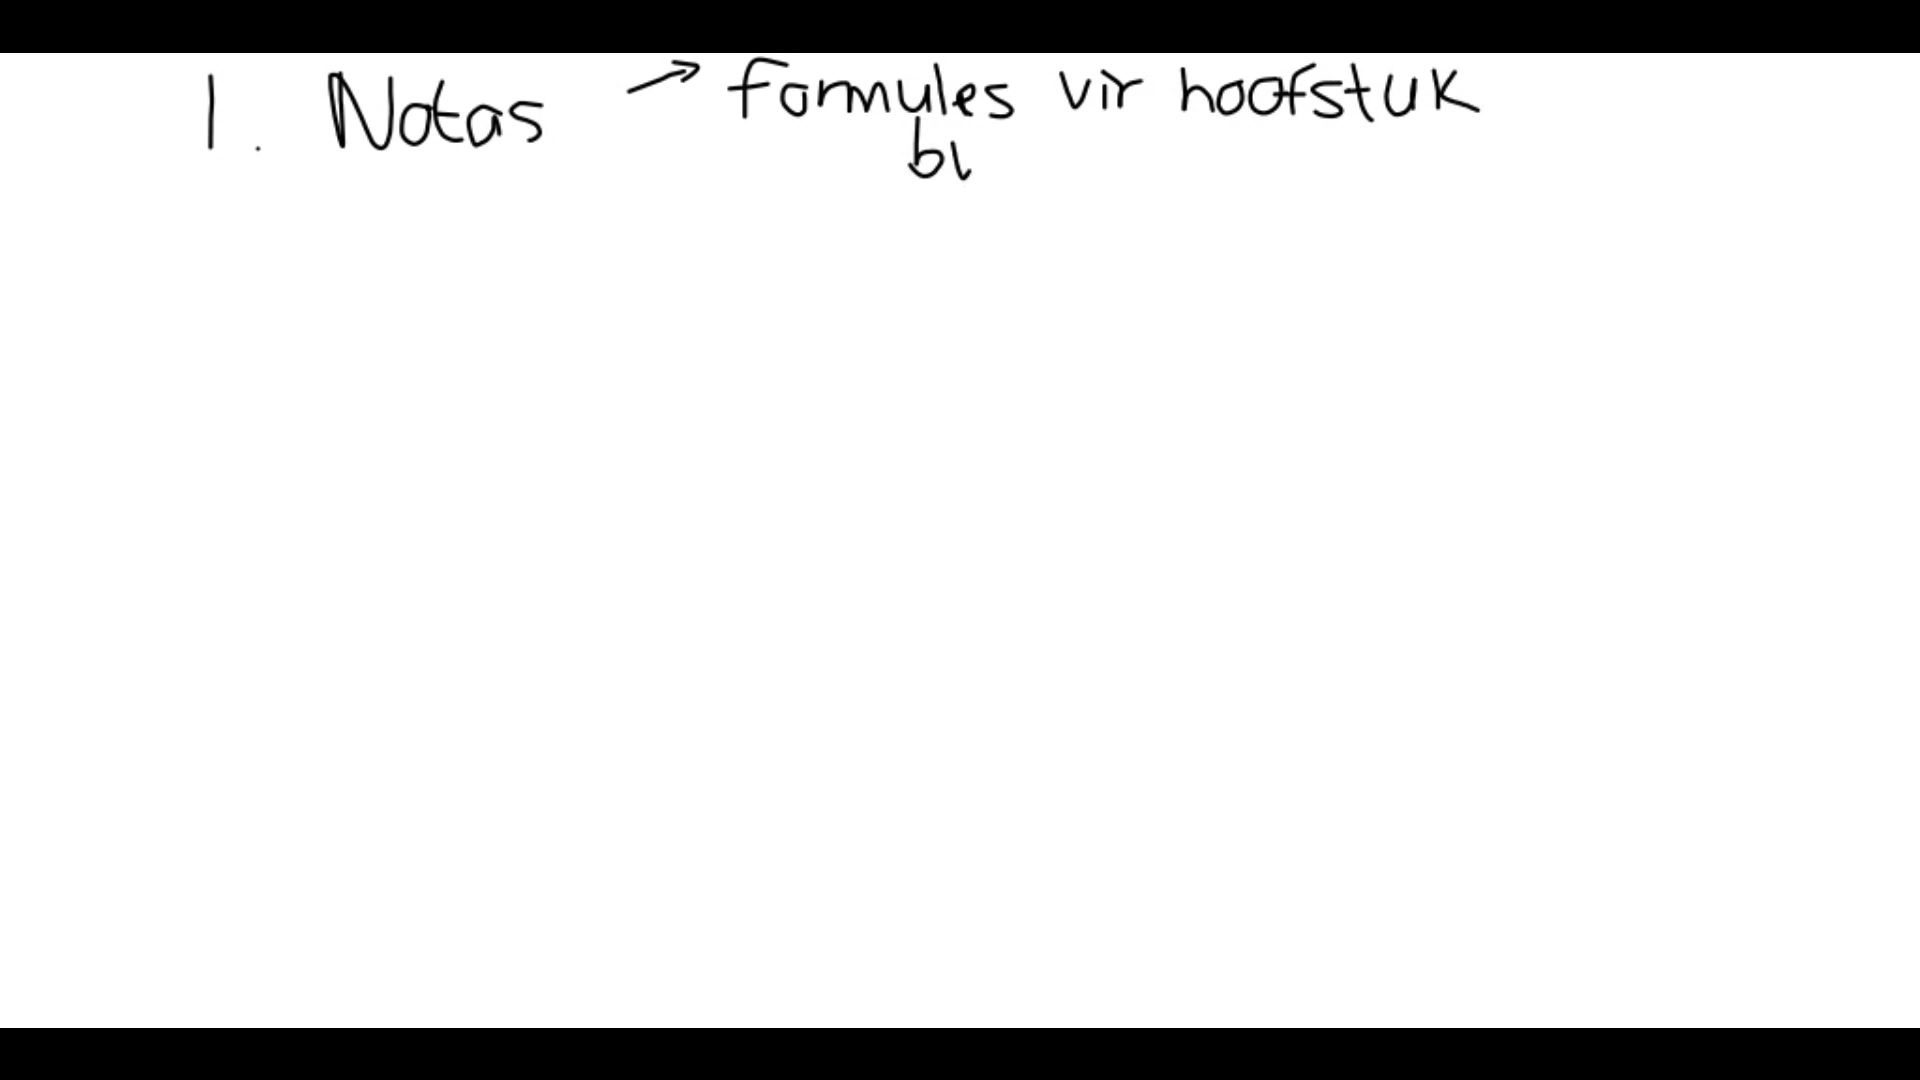 1. Notas → formules vir hoofstuk
bl